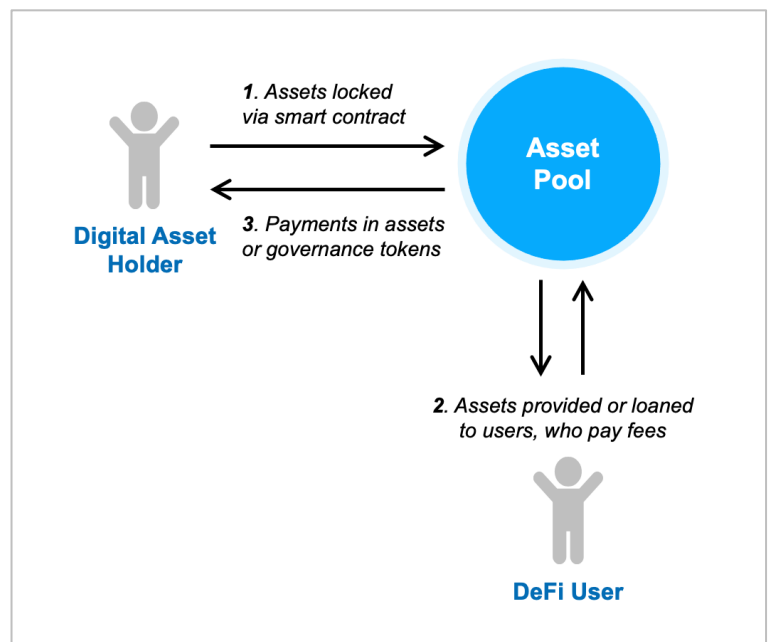 1. Assets locked
via smart contract
Asset
Pool
Digital Asset
Holder
3. Payments in assets
or governance tokens
2. Assets provided or loaned
to users, who pay fees
DeFi User